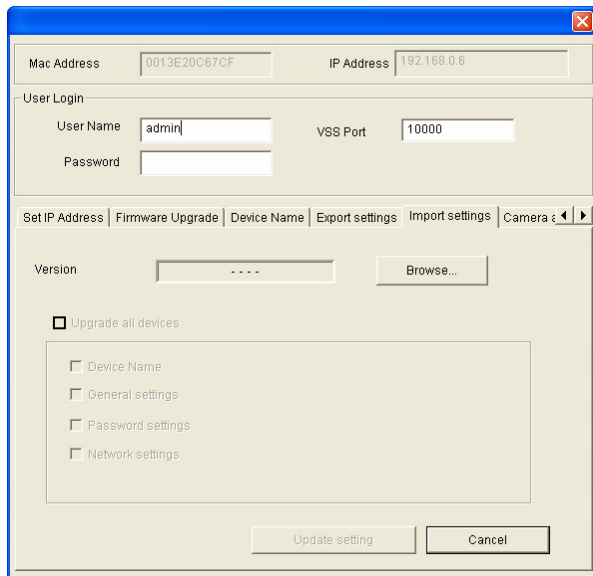 Mac Address 0013E20C67CF IP Address 192.168.0.6
User Login
User Name admin VSS Port 10000
Password
Set IP Address Firmware Upgrade Device Name Export settings Import settings Camera a
Version ---- Browse...
Upgrade all devices
Device Name
General settings
Password settings
Network settings
Update setting Cancel